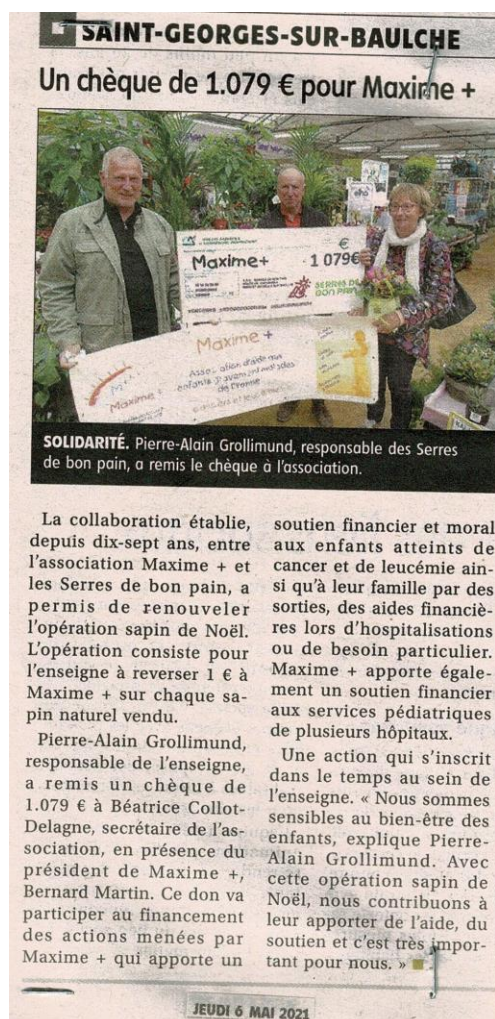 SAINT-GEORGES-SUR-BAULCHE
Un chèque de 1.079 € pour Maxime +
Maxime+
€
1 079€
SERRES DE
BON PAIN
Maxime +
Association d'aide aux
enfants gravement malades
de l'Yonne
Maxime +
SOLIDARITÉ. Pierre-Alain Grollimund, responsable des Serres
de bon pain, a remis le chèque à l'association.
La collaboration établie,
depuis dix-sept ans, entre
l'association Maxime + et
les Serres de bon pain, a
permis de renouveler
l'opération sapin de Noël.
L'opération consiste pour
l'enseigne à reverser 1 € à
Maxime + sur chaque sa-
pin naturel vendu.
Pierre-Alain Grollimund,
responsable de l'enseigne,
a remis un chèque de
1.079 € à Béatrice Collot-
Delagne, secrétaire de l'as-
sociation, en présence du
président de Maxime +,
Bernard Martin. Ce don va
participer au financement
des actions menées par
Maxime + qui apporte un
soutien financier et moral
aux enfants atteints de
cancer et de leucémie ain-
si qu'à leur famille par des
sorties, des aides financiè-
res lors d'hospitalisations
ou de besoin particulier.
Maxime + apporte égale-
ment un soutien financier
aux services pédiatriques
de plusieurs hôpitaux.
Une action qui s'inscrit
dans le temps au sein de
l'enseigne. « Nous sommes
sensibles au bien-être des
enfants, explique Pierre-
Alain Grollimund. Avec
cette opération sapin de
Noël, nous contribuons à
leur apporter de l'aide, du
soutien et c'est très impor-
tant pour nous. »
JEUDI 6 MAI 2021